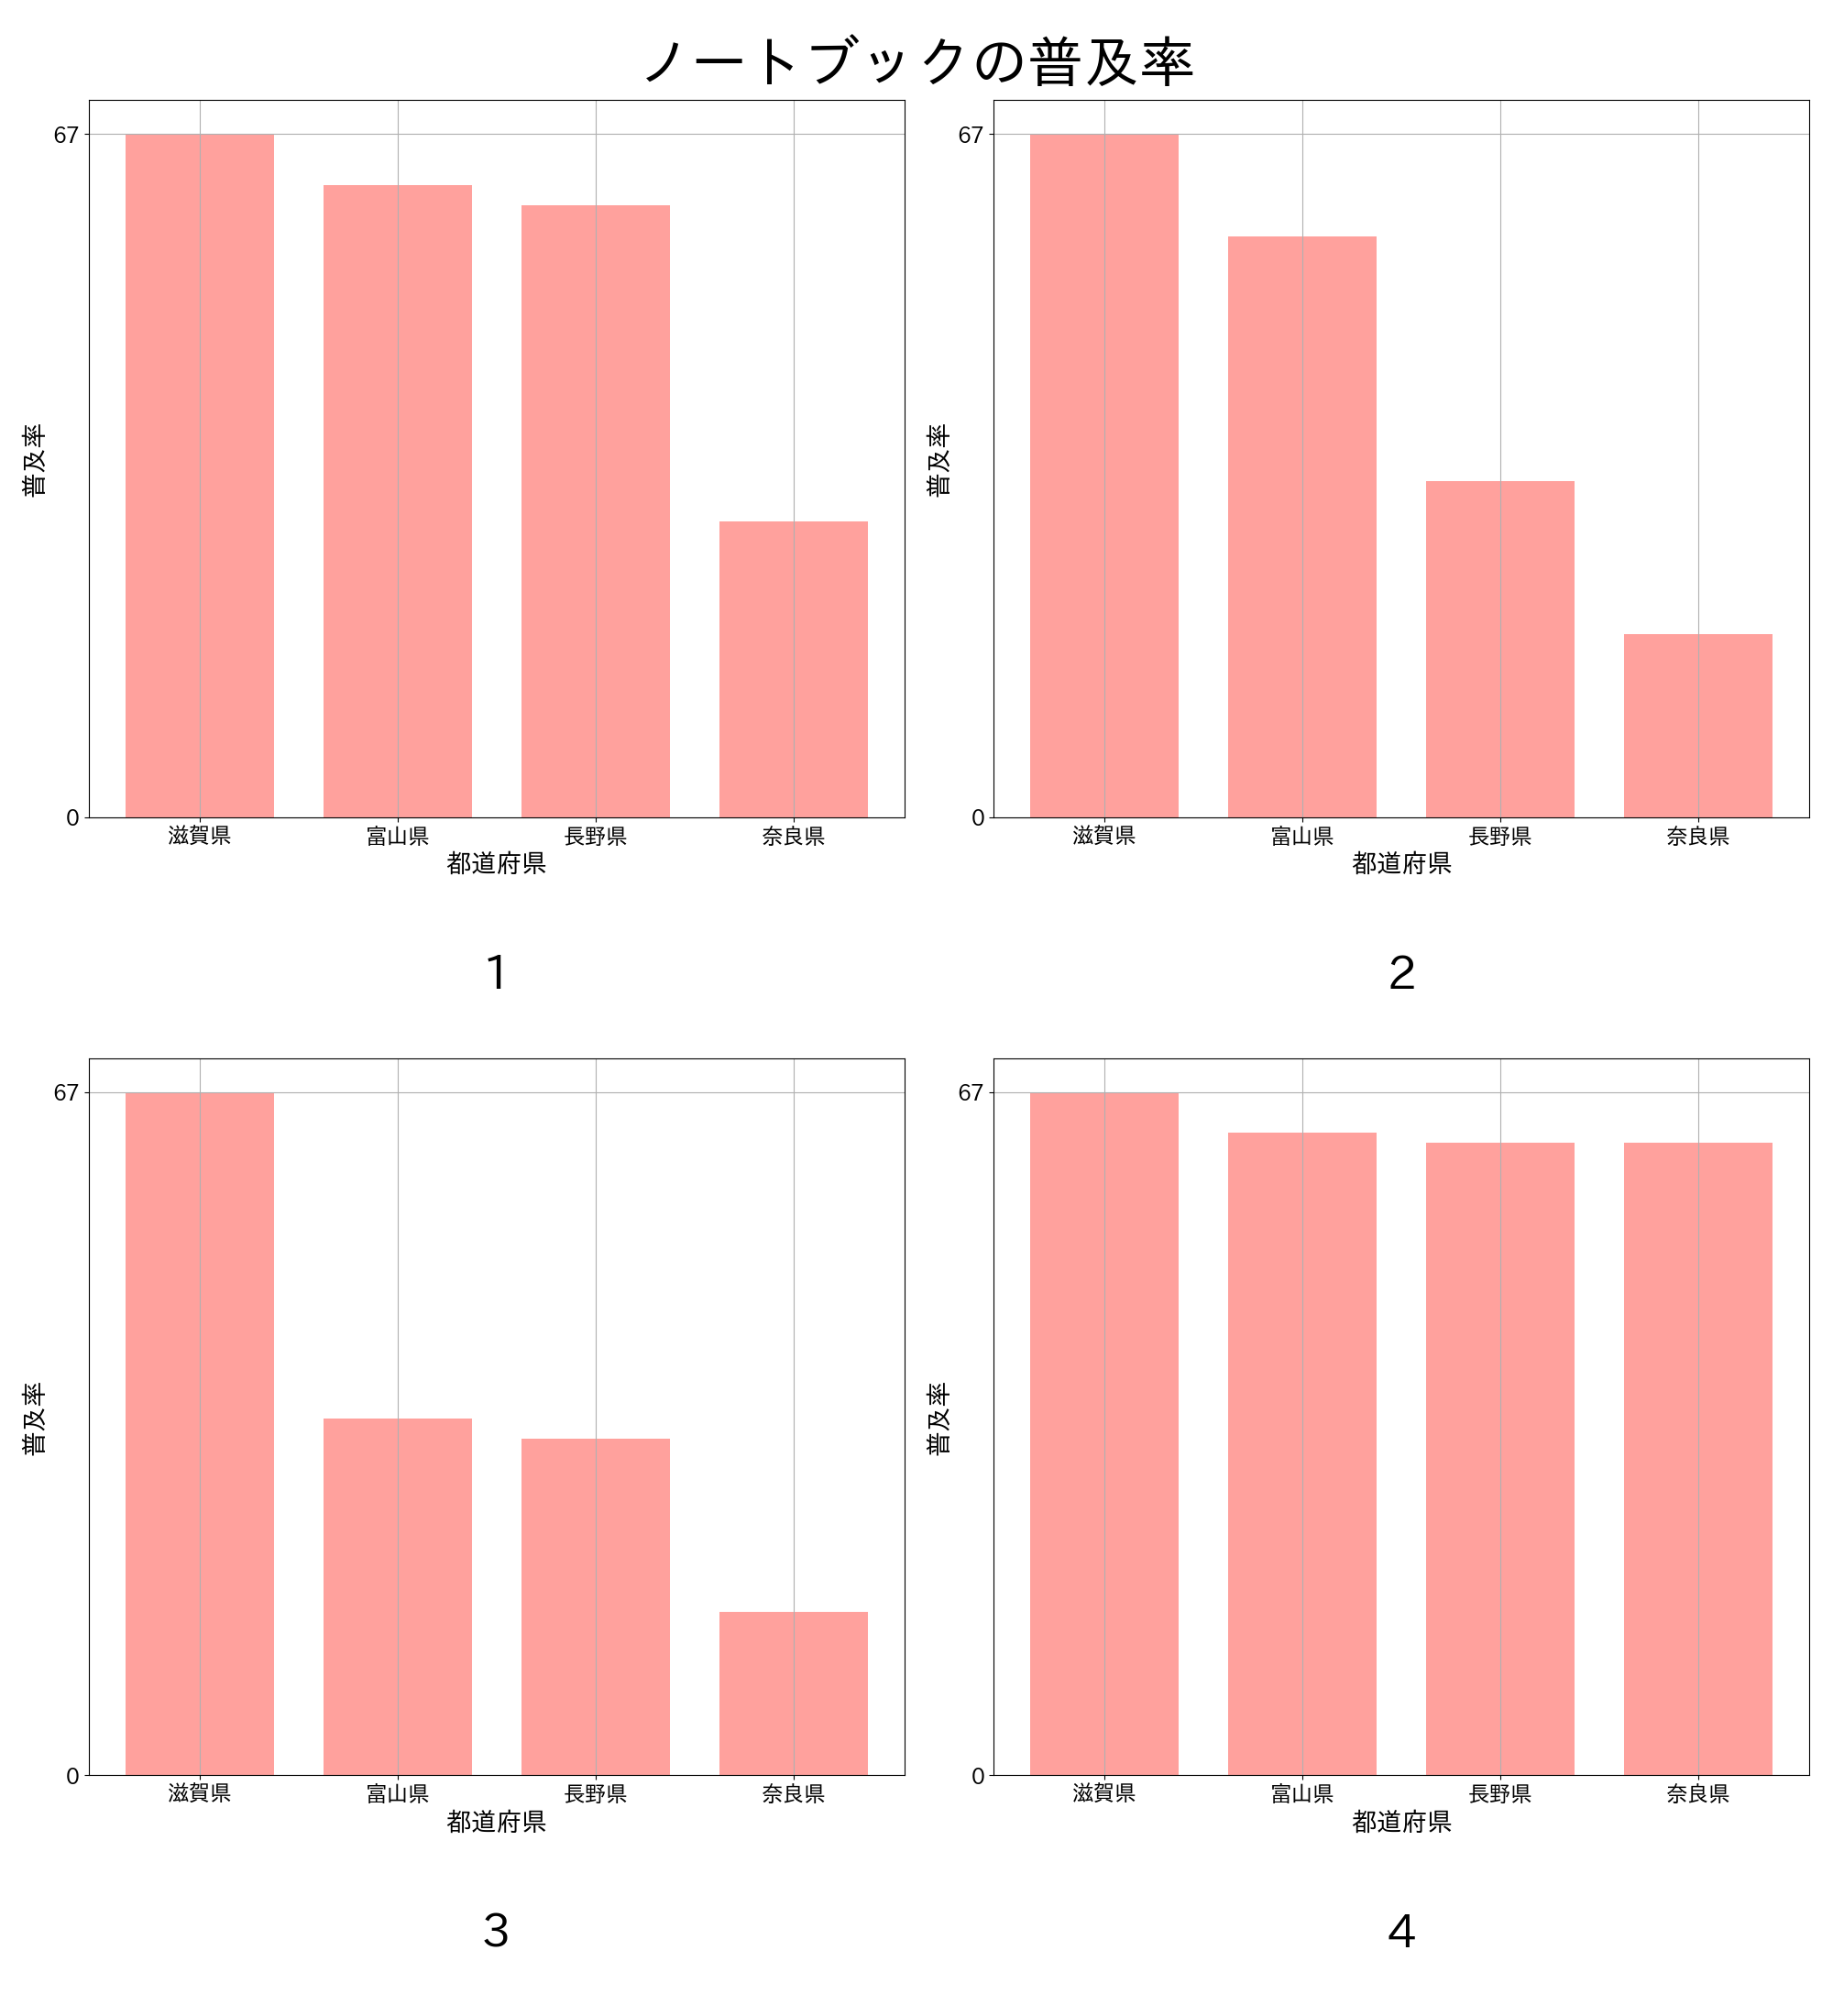 ノートブックの普及率
67
0
普及率
滋賀県 富山県 長野県 奈良県
都道府県
1
67
0
普及率
滋賀県 富山県 長野県 奈良県
都道府県
2
67
0
普及率
滋賀県 富山県 長野県 奈良県
都道府県
3
67
0
普及率
滋賀県 富山県 長野県 奈良県
都道府県
4